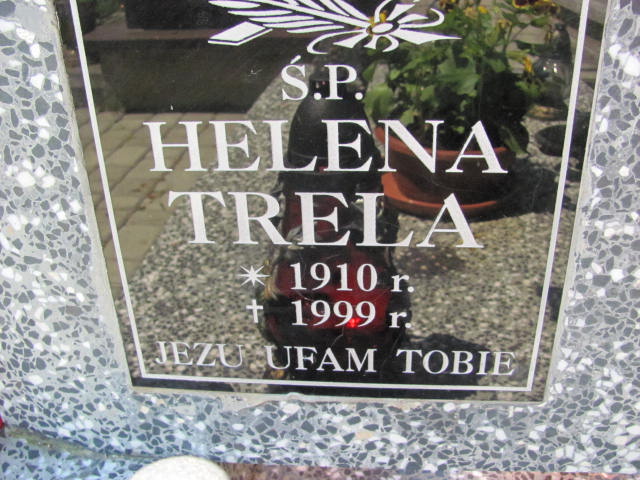 Ś.P.
HELENA
TRELA
✶ 1910 r.
✝ 1999 r.
JEZU UFAM TOBIE